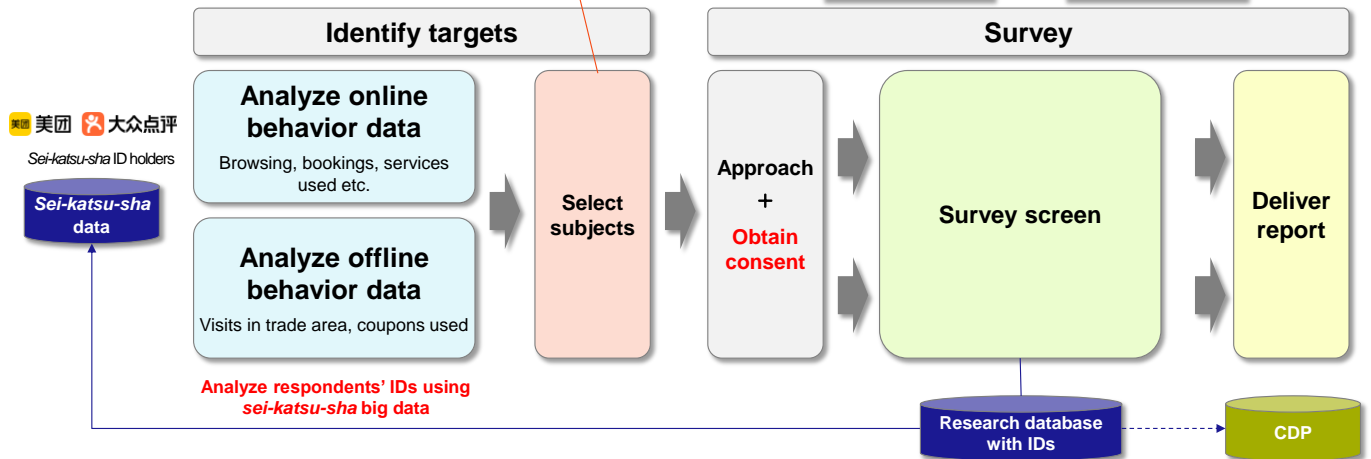 Identify targets
Survey
Analyze online
behavior data
Browsing, bookings, services
used etc.
Analyze offline
behavior data
Visits in trade area, coupons used
Select
subjects
Approach
+
Obtain
consent
Survey screen
Deliver
report
美团 美团 大众点评
Sei-katsu-sha ID holders
Sei-katsu-sha
data
Analyze respondents' IDs using
sei-katsu-sha big data
Research database
with IDs
CDP